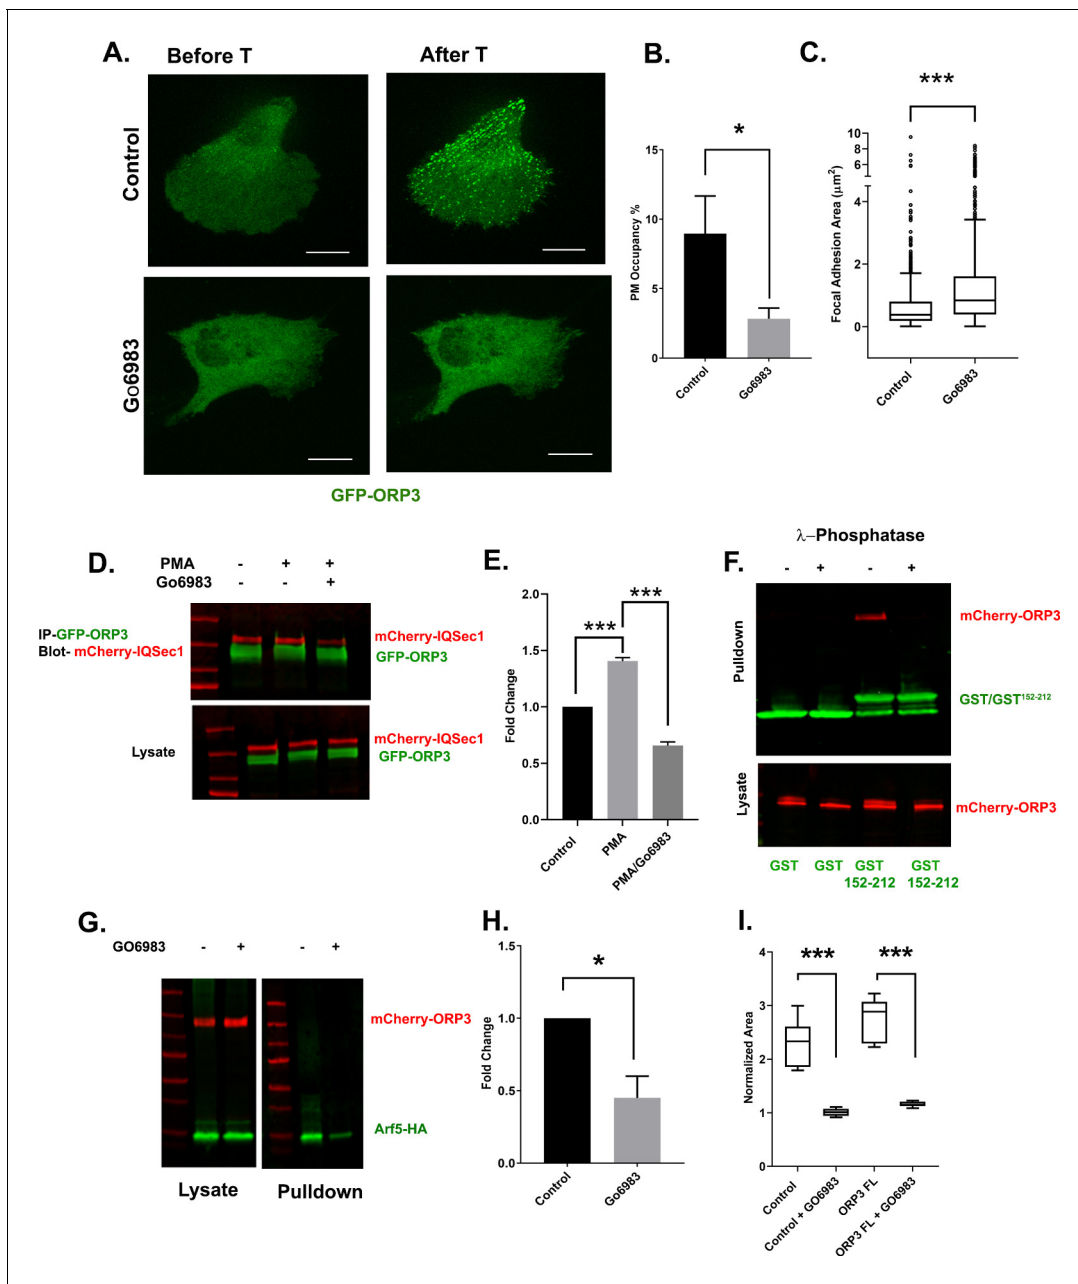 A.
Before T
After T
Control
Go6983
GFP-ORP3
B.
*
PM Occupancy %
15
10
5
0
Control
Go6983
C.
***
Focal Adhesion Area (μm²)
10
8
6
4
2
0
Control
Go6983
D.
PMA - + +
Go6983 - - +
IP-GFP-ORP3
Blot- mCherry-IQSec1
mCherry-IQSec1
GFP-ORP3
Lysate
mCherry-IQSec1
GFP-ORP3
E.
***
***
Fold Change
2.0
1.5
1.0
0.5
0.0
Control
PMA
PMA/Go6983
λ–Phosphatase
F.
- + - +
Pulldown
mCherry-ORP3
GST/GST¹⁵²⁻²¹²
Lysate
mCherry-ORP3
GST GST GST GST
152-212 152-212
G.
GO6983 - + - +
mCherry-ORP3
Arf5-HA
Lysate Pulldown
H.
*
Fold Change
1.5
1.0
0.5
0.0
Control
Go6983
I.
*** ***
Normalized Area
4
3
2
1
0
Control
Control + GO6983
ORP3 FL
ORP3 FL + GO6983